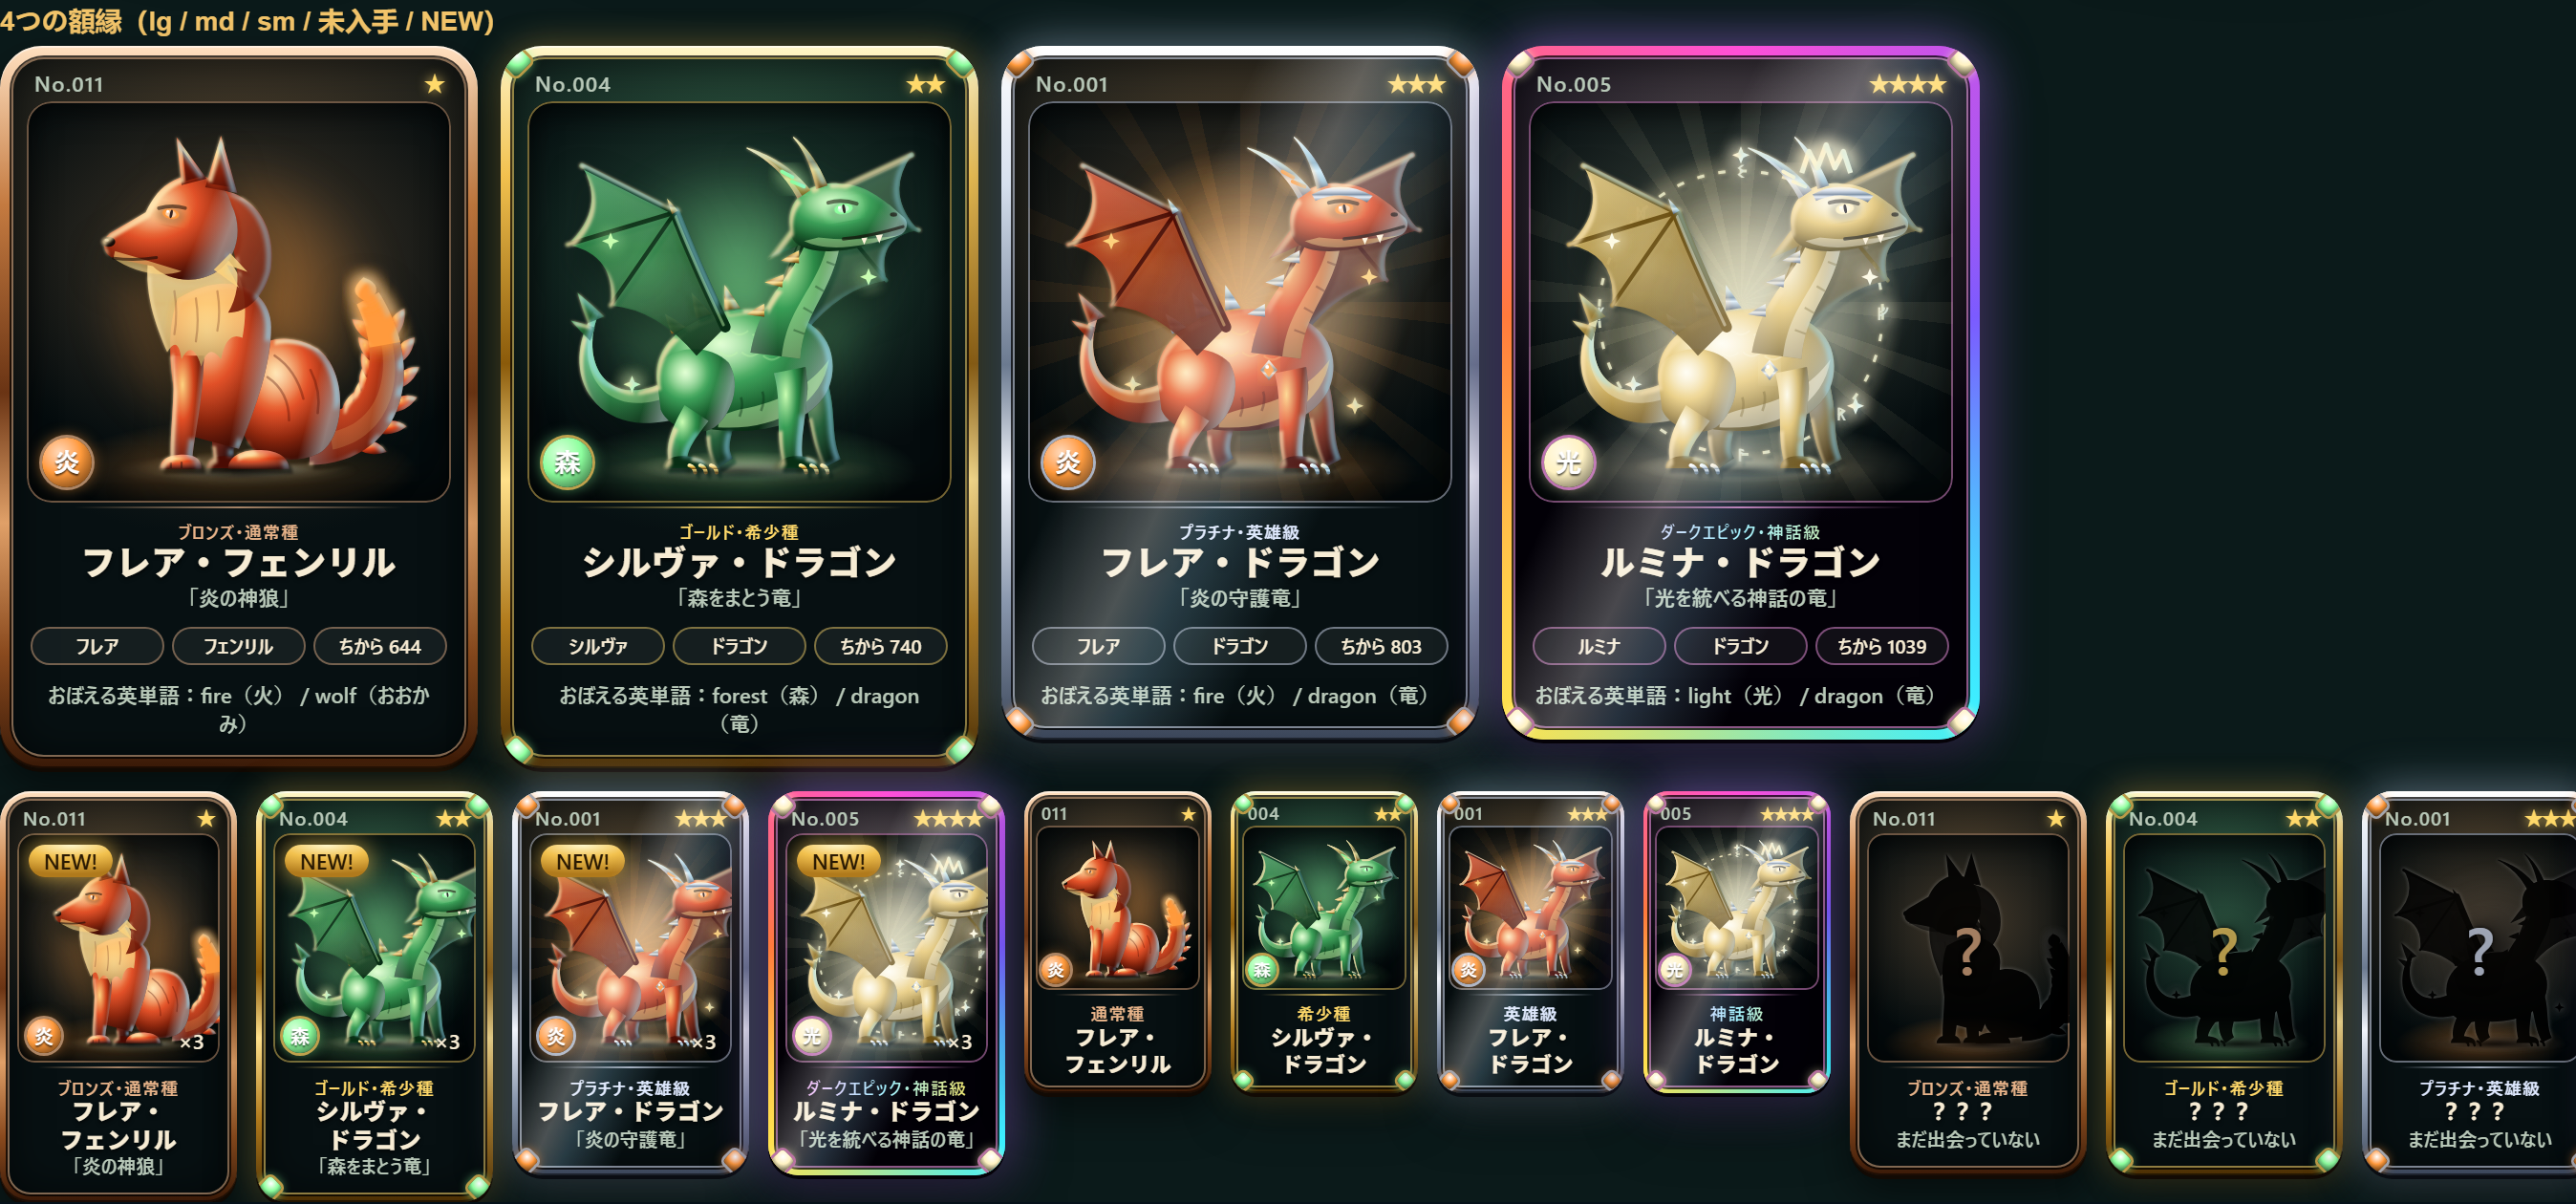 4つの額縁（lg / md / sm / 未入手 / NEW）
No.011 ★
炎
ブロンズ・通常種
フレア・フェンリル
「炎の神狼」
フレア フェンリル ちから 644
おぼえる英単語：fire（火） / wolf（おおか
み）
No.004 ★★
森
ゴールド・希少種
シルヴァ・ドラゴン
「森をまとう竜」
シルヴァ ドラゴン ちから 740
おぼえる英単語：forest（森） / dragon
（竜）
No.001 ★★★
炎
プラチナ・英雄級
フレア・ドラゴン
「炎の守護竜」
フレア ドラゴン ちから 803
おぼえる英単語：fire（火） / dragon（竜）
No.005 ★★★★
光
ダークエピック・神話級
ルミナ・ドラゴン
「光を統べる神話の竜」
ルミナ ドラゴン ちから 1039
おぼえる英単語：light（光） / dragon（竜）
No.011 ★
NEW!
炎 ×3
ブロンズ・通常種
フレア・
フェンリル
「炎の神狼」
No.004 ★★
NEW!
森 ×3
ゴールド・希少種
シルヴァ・
ドラゴン
「森をまとう竜」
No.001 ★★★
NEW!
炎 ×3
プラチナ・英雄級
フレア・ドラゴン
「炎の守護竜」
No.005 ★★★★
NEW!
光 ×3
ダークエピック・神話級
ルミナ・ドラゴン
「光を統べる神話の竜」
011 ★
炎
通常種
フレア・
フェンリル
004 ★★
森
希少種
シルヴァ・
ドラゴン
001 ★★★
炎
英雄級
フレア・
ドラゴン
005 ★★★★
光
神話級
ルミナ・
ドラゴン
No.011 ★
?
ブロンズ・通常種
？？？
まだ出会っていない
No.004 ★★
?
ゴールド・希少種
？？？
まだ出会っていない
No.001 ★★★
?
プラチナ・英雄級
？？？
まだ出会っていない